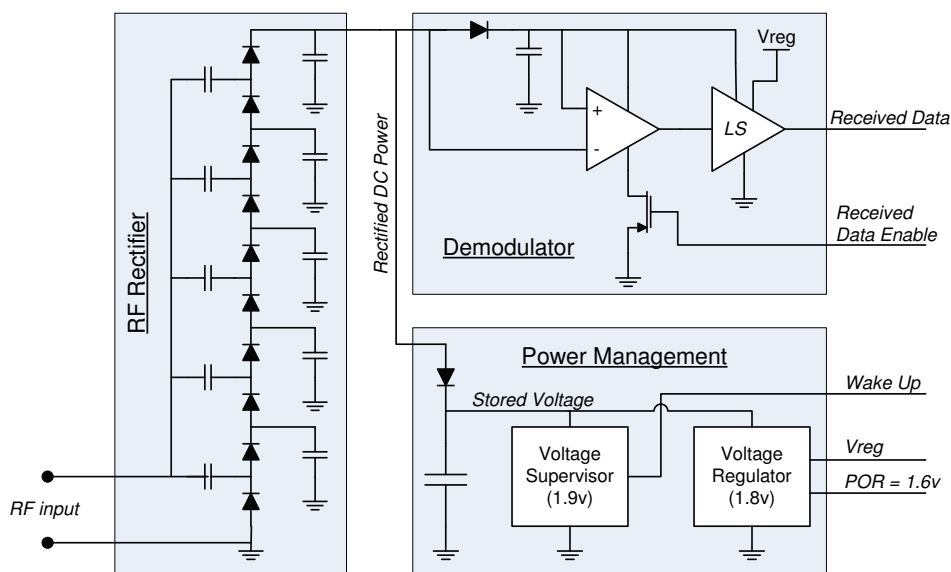 RF Rectifier
RF input
Rectified DC Power
Vreg
+
-
LS
Received Data
Received
Data Enable
Demodulator
Power Management
Stored Voltage
Wake Up
Voltage
Supervisor
(1.9v)
Voltage
Regulator
(1.8v)
Vreg
POR = 1.6v